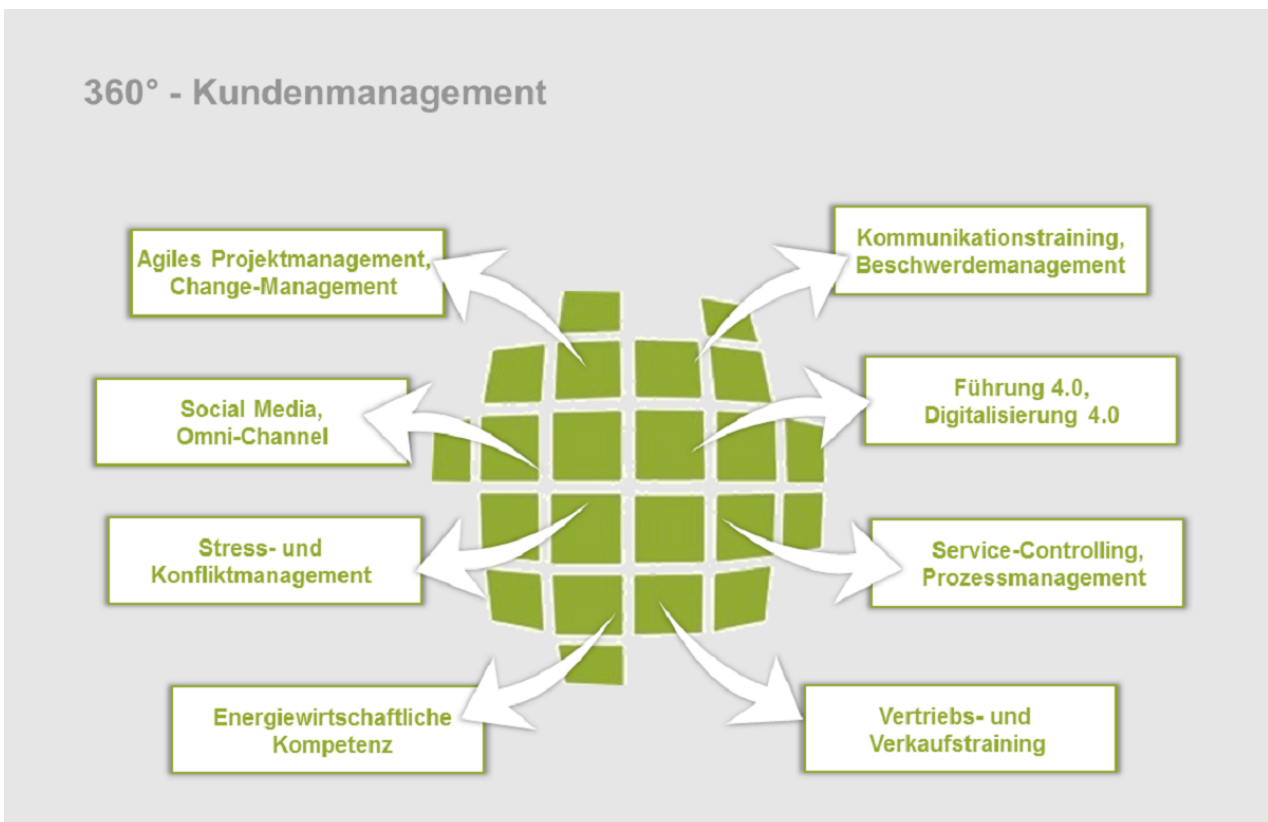 360° - Kundenmanagement
Agiles Projektmanagement,
Change-Management
Kommunikationstraining,
Beschwerdemanagement
Social Media,
Omni-Channel
Führung 4.0,
Digitalisierung 4.0
Stress- und
Konfliktmanagement
Service-Controlling,
Prozessmanagement
Energiewirtschaftliche
Kompetenz
Vertriebs- und
Verkaufstraining